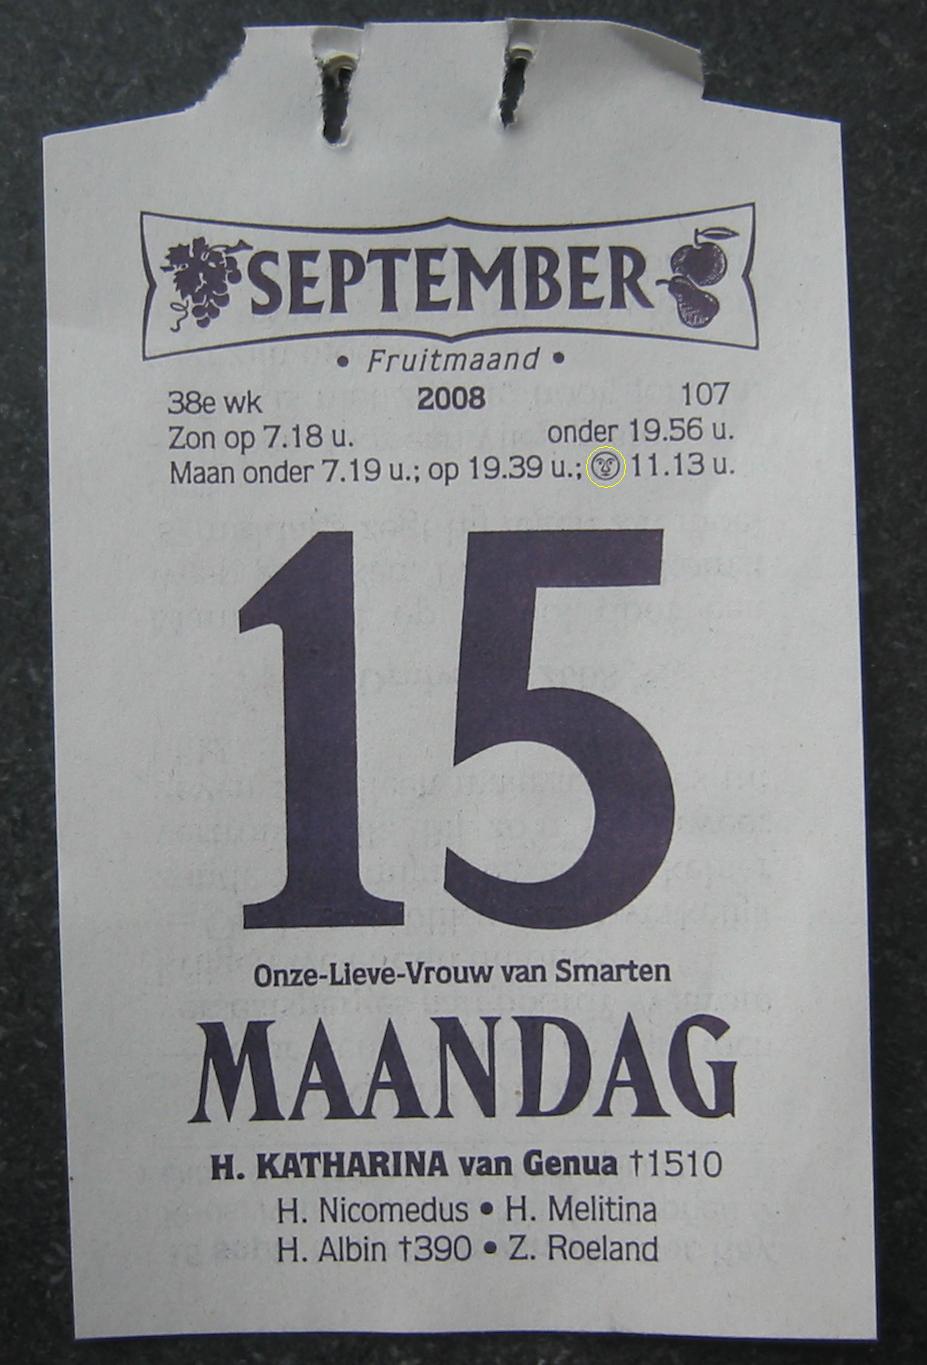 SEPTEMBER
• Fruitmaand •
38e wk 2008 107
Zon op 7.18 u. onder 19.56 u.
Maan onder 7.19 u.; op 19.39 u.; 11.13 u.
15
Onze-Lieve-Vrouw van Smarten
MAANDAG
H. KATHARINA van Genua †1510
H. Nicomedus • H. Melitina
H. Albin †390 • Z. Roeland